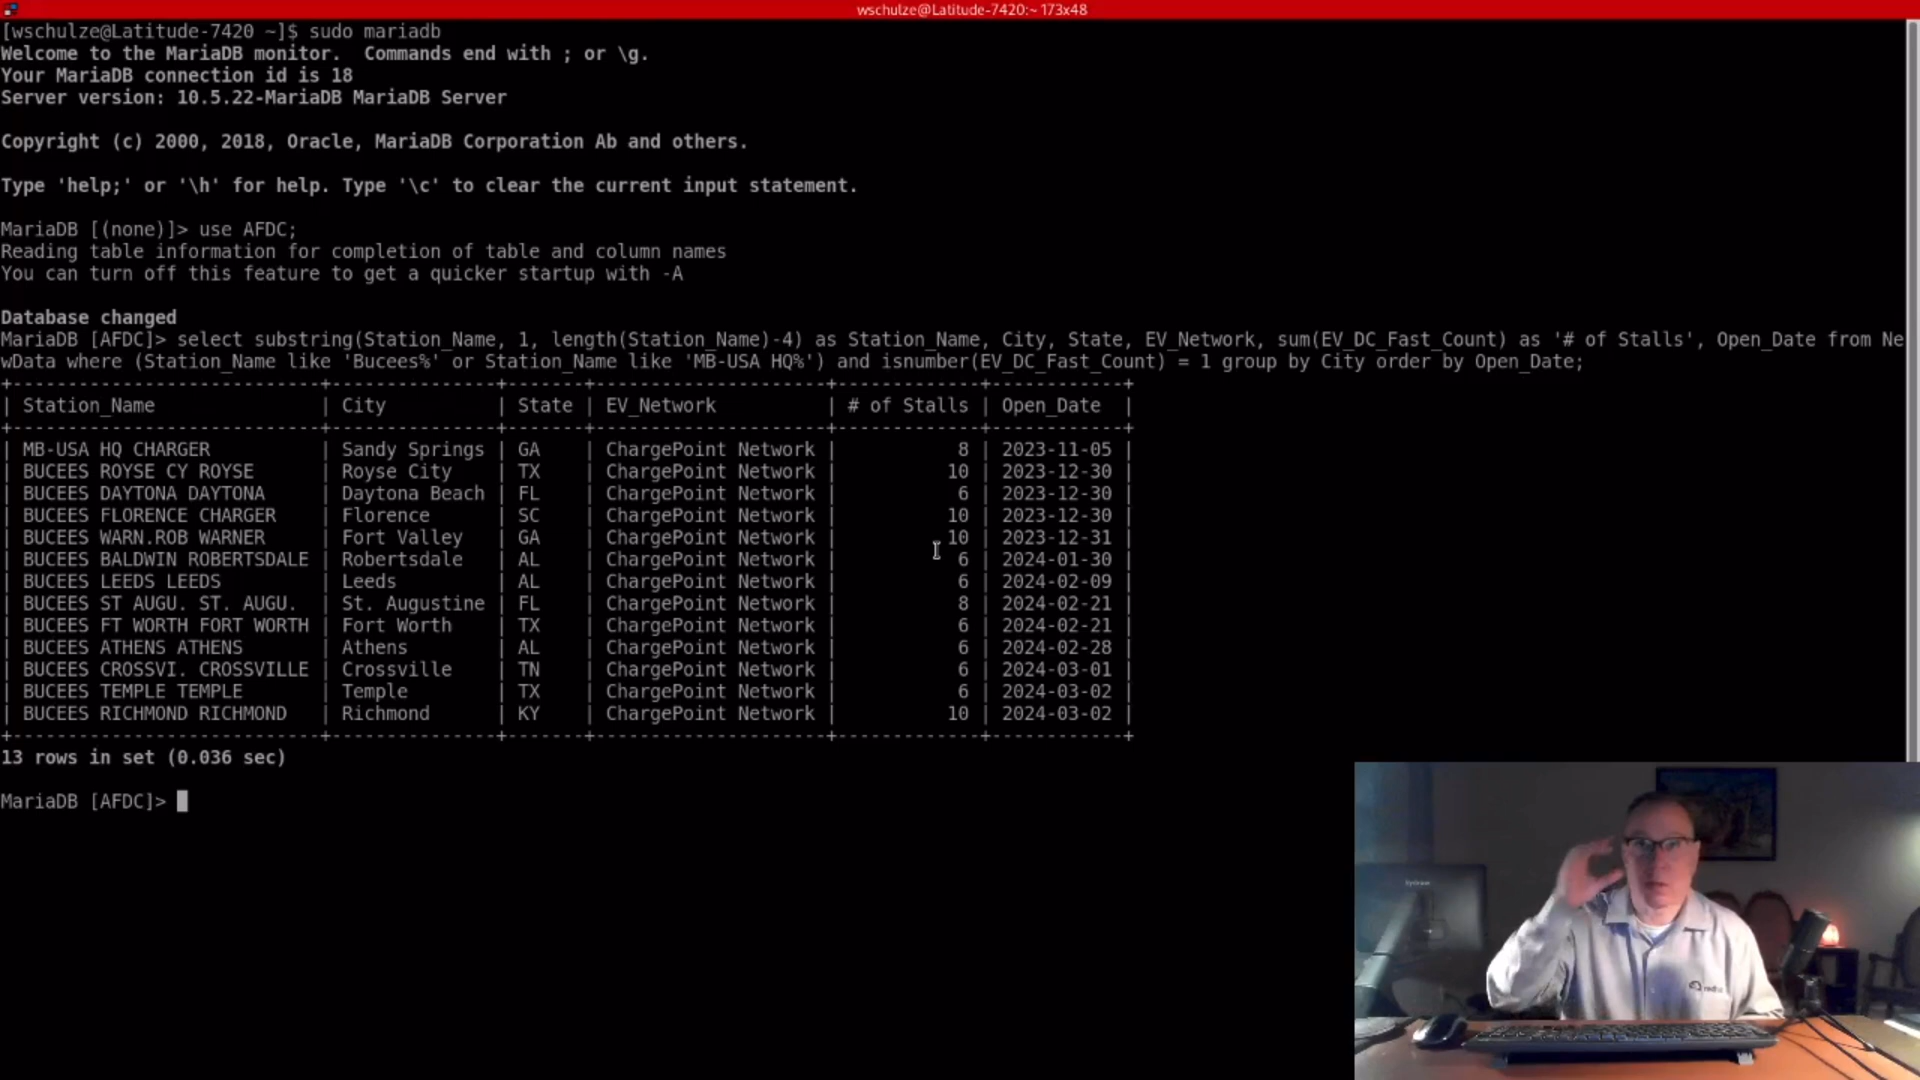 wschulze@Latitude-7420:~ 173x48
[wschulze@Latitude-7420 ~]$ sudo mariadb
Welcome to the MariaDB monitor.  Commands end with ; or \g.
Your MariaDB connection id is 18
Server version: 10.5.22-MariaDB MariaDB Server
Copyright (c) 2000, 2018, Oracle, MariaDB Corporation Ab and others.
Type 'help;' or '\h' for help. Type '\c' to clear the current input statement.
MariaDB [(none)]> use AFDC;
Reading table information for completion of table and column names
You can turn off this feature to get a quicker startup with -A
Database changed
MariaDB [AFDC]> select substring(Station_Name, 1, length(Station_Name)-4) as Station_Name, City, State, EV_Network, sum(EV_DC_Fast_Count) as '# of Stalls', Open_Date from Ne
wData where (Station_Name like 'Bucees%' or Station_Name like 'MB-USA HQ%') and isnumber(EV_DC_Fast_Count) = 1 group by City order by Open_Date;
+-----------------------------+---------------+-------+---------------------+-------------+------------+
| Station_Name | City | State | EV_Network | # of Stalls | Open_Date |
+-----------------------------+---------------+-------+---------------------+-------------+------------+
| MB-USA HQ CHARGER | Sandy Springs | GA | ChargePoint Network | 8 | 2023-11-05 |
| BUCEES ROYSE CY ROYSE | Royse City | TX | ChargePoint Network | 10 | 2023-12-30 |
| BUCEES DAYTONA DAYTONA | Daytona Beach | FL | ChargePoint Network | 6 | 2023-12-30 |
| BUCEES FLORENCE CHARGER | Florence | SC | ChargePoint Network | 10 | 2023-12-30 |
| BUCEES WARN.ROB WARNER | Fort Valley | GA | ChargePoint Network | 10 | 2023-12-31 |
| BUCEES BALDWIN ROBERTSDALE | Robertsdale | AL | ChargePoint Network | 6 | 2024-01-30 |
| BUCEES LEEDS LEEDS | Leeds | AL | ChargePoint Network | 6 | 2024-02-09 |
| BUCEES ST AUGU. ST. AUGU. | St. Augustine | FL | ChargePoint Network | 8 | 2024-02-21 |
| BUCEES FT WORTH FORT WORTH | Fort Worth | TX | ChargePoint Network | 6 | 2024-02-21 |
| BUCEES ATHENS ATHENS | Athens | AL | ChargePoint Network | 6 | 2024-02-28 |
| BUCEES CROSSVI. CROSSVILLE | Crossville | TN | ChargePoint Network | 6 | 2024-03-01 |
| BUCEES TEMPLE TEMPLE | Temple | TX | ChargePoint Network | 6 | 2024-03-02 |
| BUCEES RICHMOND RICHMOND | Richmond | KY | ChargePoint Network | 10 | 2024-03-02 |
+-----------------------------+---------------+-------+---------------------+-------------+------------+
13 rows in set (0.036 sec)
MariaDB [AFDC]>